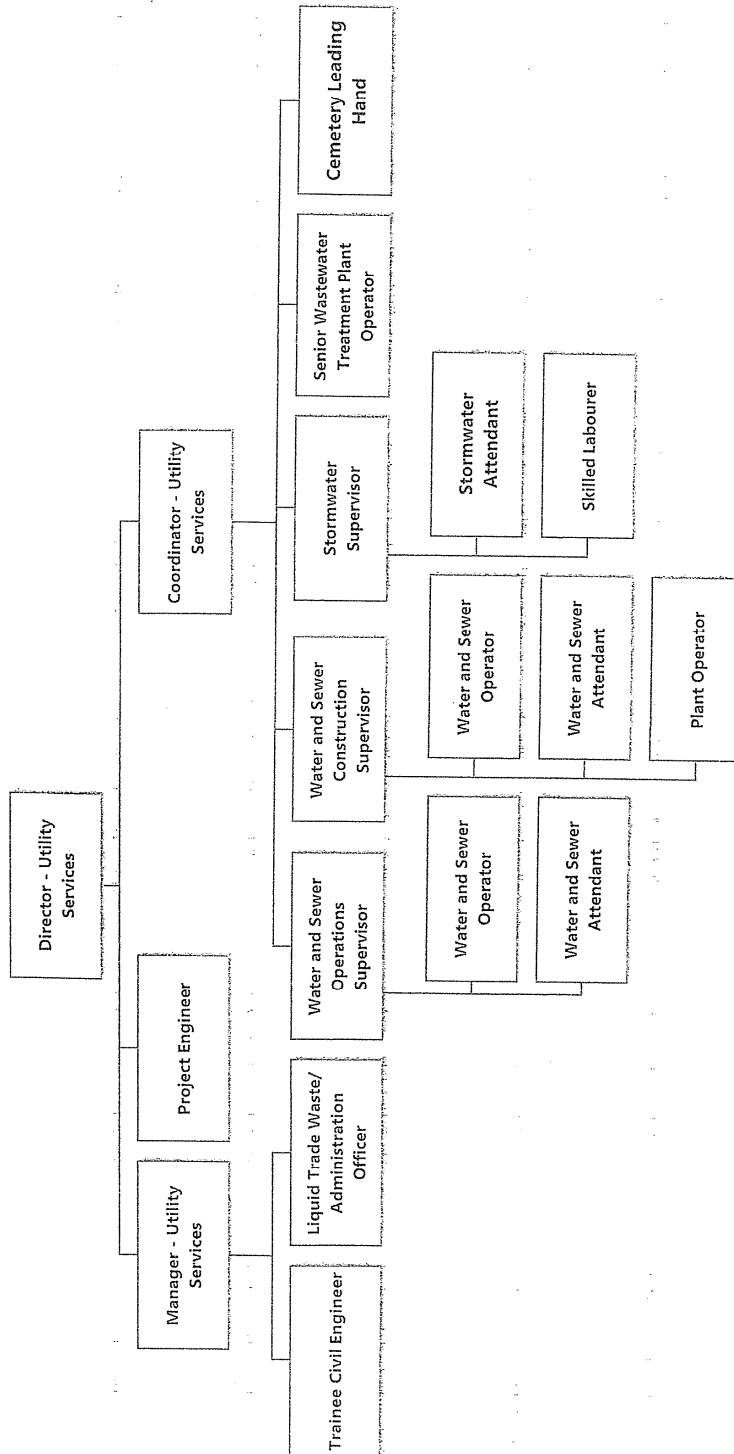 Director - Utility
Services
Manager - Utility
Services
Project Engineer
Coordinator - Utility
Services
Trainee Civil Engineer
Liquid Trade Waste/
Administration
Officer
Water and Sewer
Operations
Supervisor
Water and Sewer
Construction
Supervisor
Stormwater
Supervisor
Senior Wastewater
Treatment Plant
Operator
Cemetery Leading
Hand
Water and Sewer
Operator
Water and Sewer
Attendant
Water and Sewer
Operator
Water and Sewer
Attendant
Plant Operator
Stormwater
Attendant
Skilled Labourer